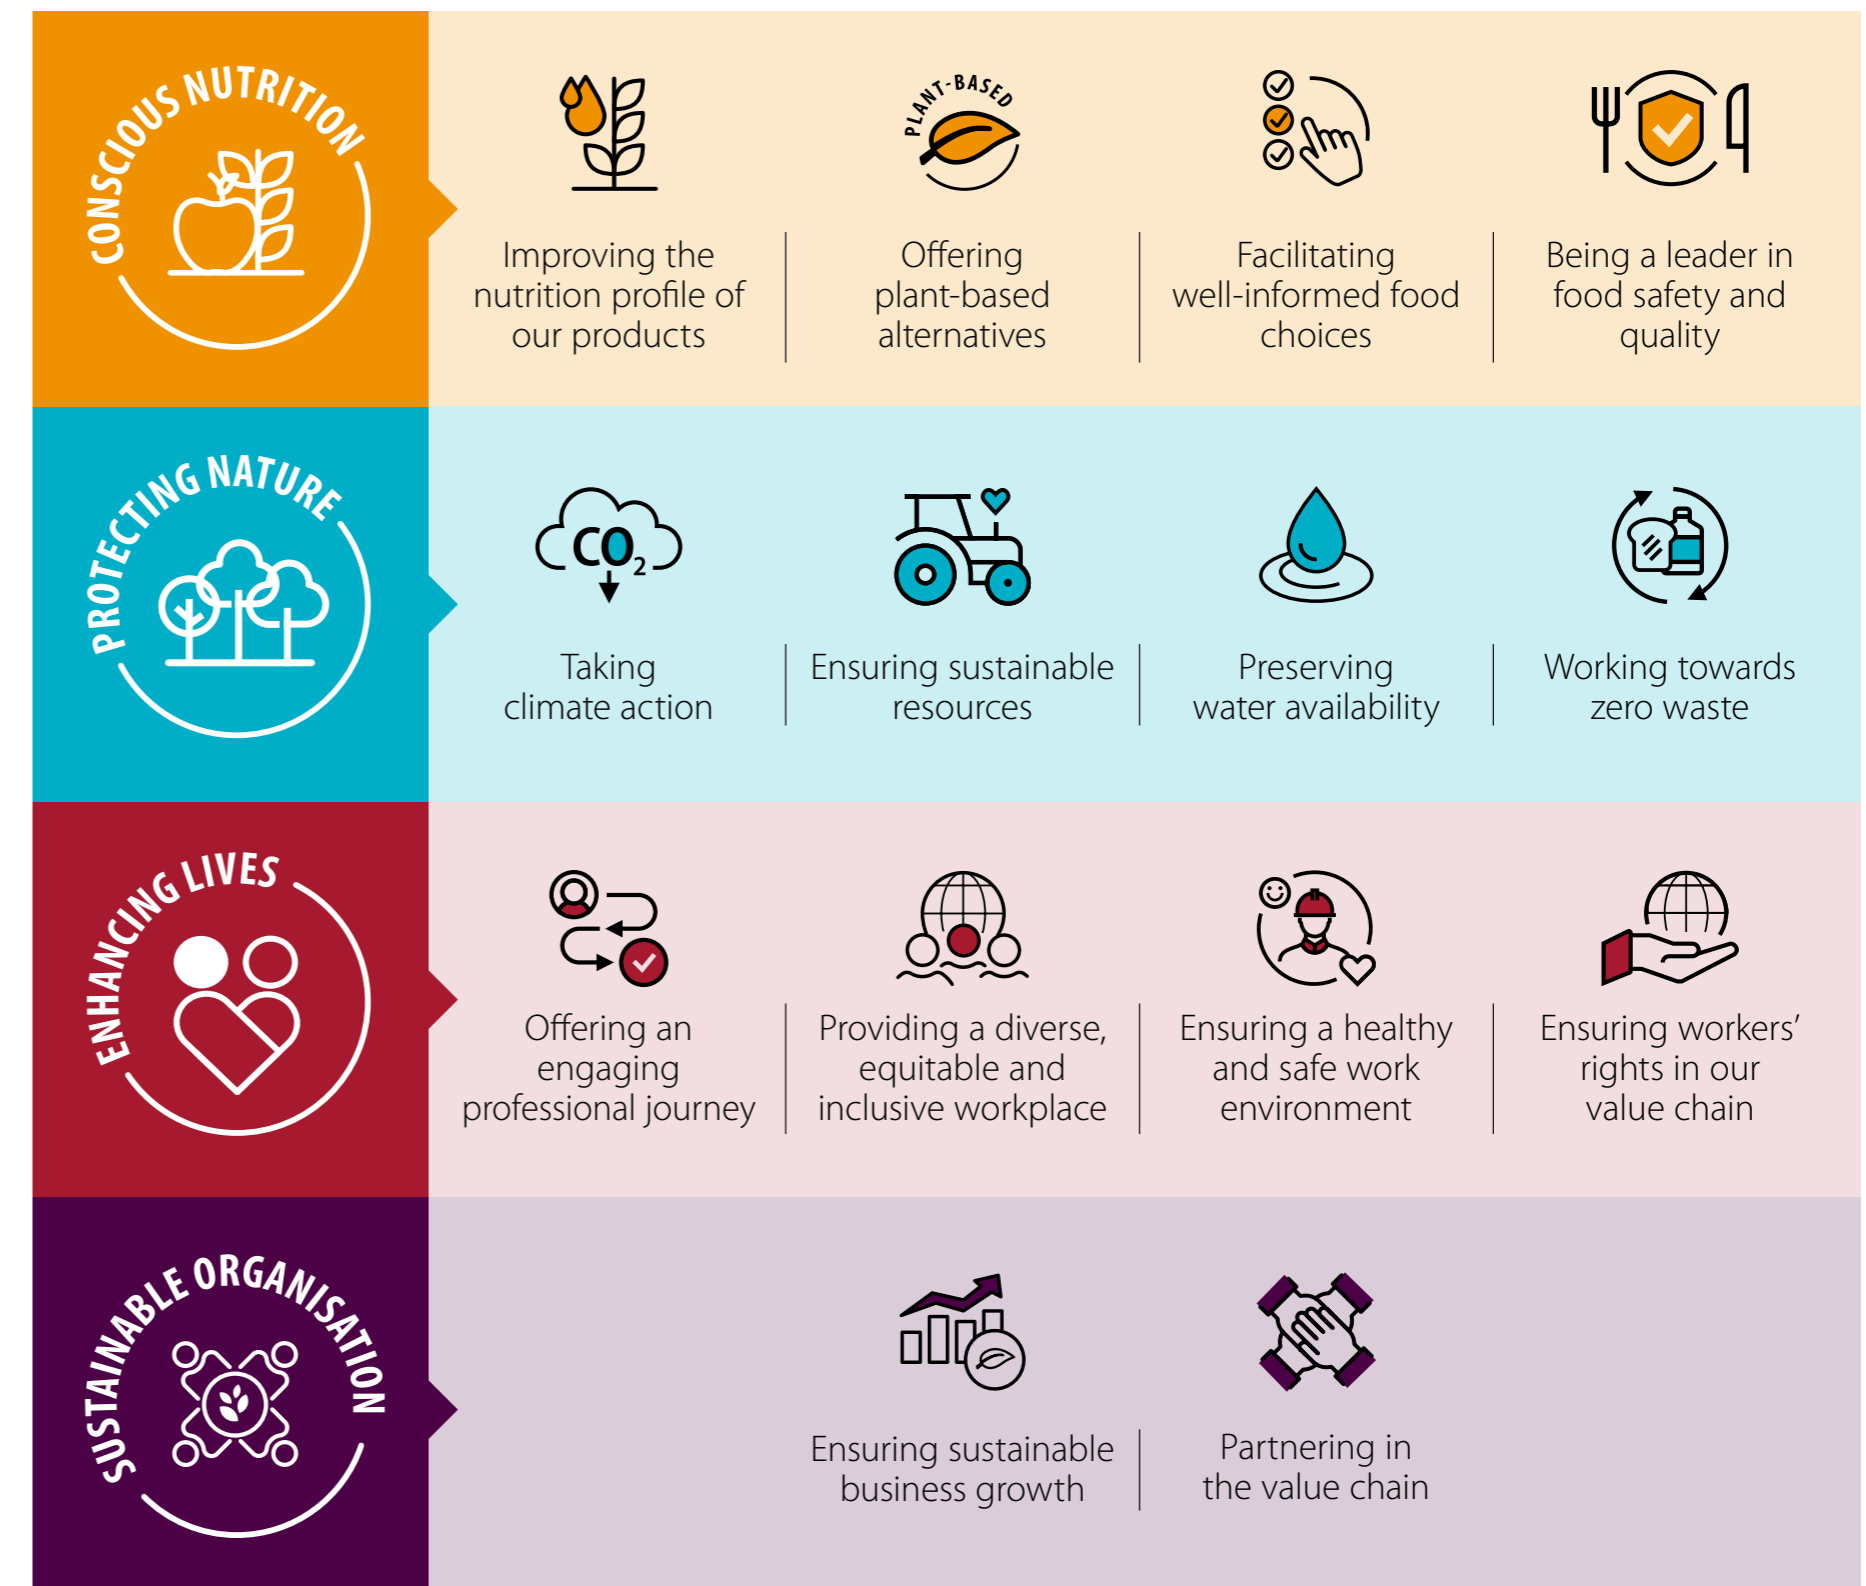 CONSCIOUS NUTRITION
PLANT-BASED
Improving the
nutrition profile of
our products
Offering
plant-based
alternatives
Facilitating
well-informed food
choices
Being a leader in
food safety and
quality
PROTECTING NATURE
CO2
Taking
climate action
Ensuring sustainable
resources
Preserving
water availability
Working towards
zero waste
ENHANCING LIVES
Offering an
engaging
professional journey
Providing a diverse,
equitable and
inclusive workplace
Ensuring a healthy
and safe work
environment
Ensuring workers’
rights in our
value chain
SUSTAINABLE ORGANISATION
Ensuring sustainable
business growth
Partnering in
the value chain